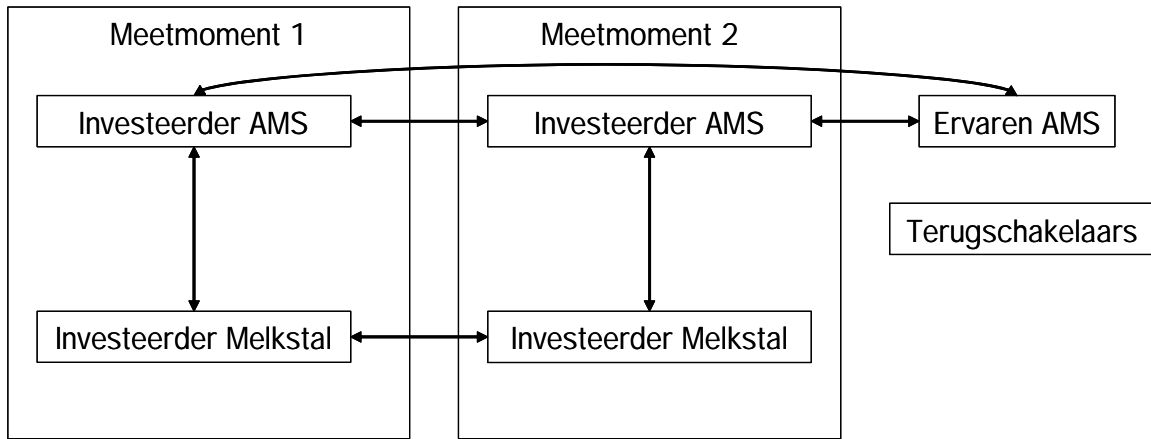 Meetmoment 1
Meetmoment 2
Investeerder AMS
Investeerder AMS
Ervaren AMS
Terugschakelaars
Investeerder Melkstal
Investeerder Melkstal